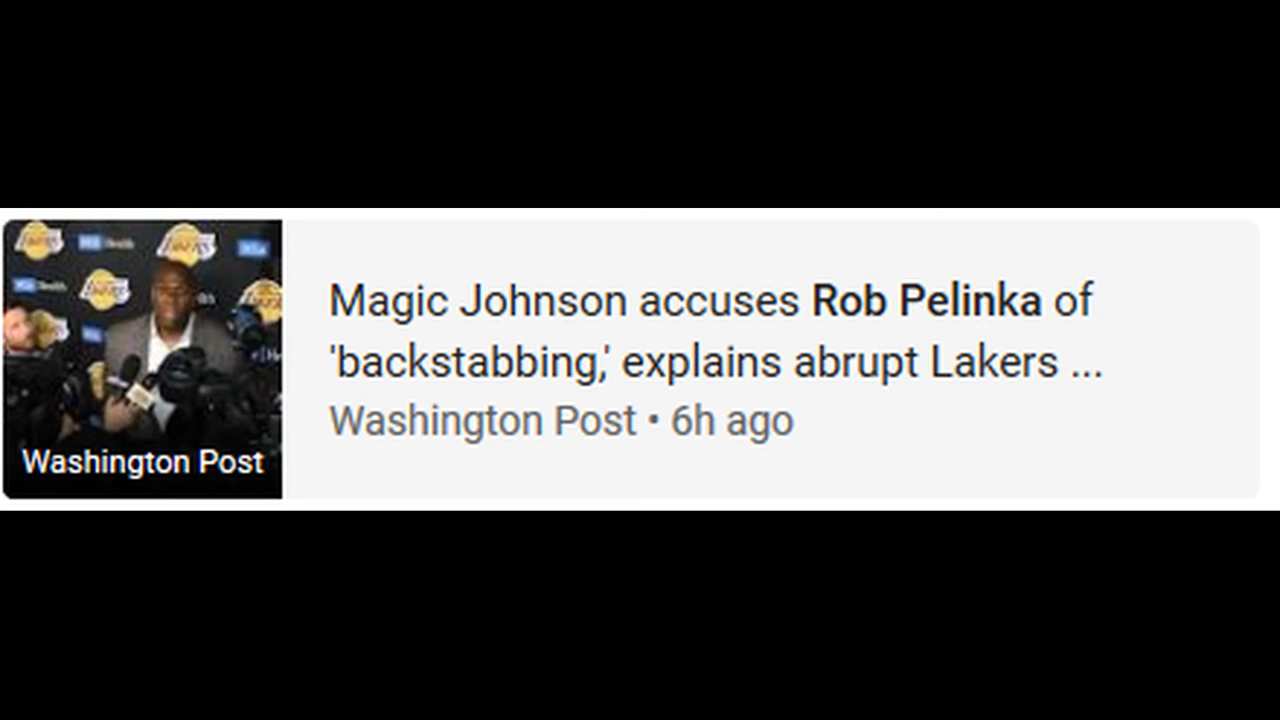 Magic Johnson accuses Rob Pelinka of
'backstabbing,' explains abrupt Lakers ...
Washington Post • 6h ago
Washington Post